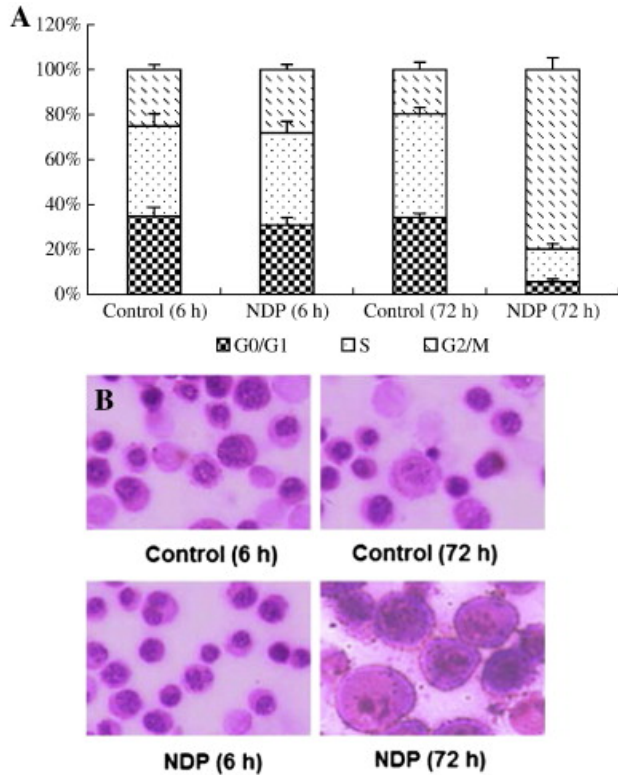 A
120%
100%
80%
60%
40%
20%
0%
Control (6 h) NDP (6 h) Control (72 h) NDP (72 h)
G0/G1 S G2/M
B
Control (6 h) Control (72 h)
NDP (6 h) NDP (72 h)